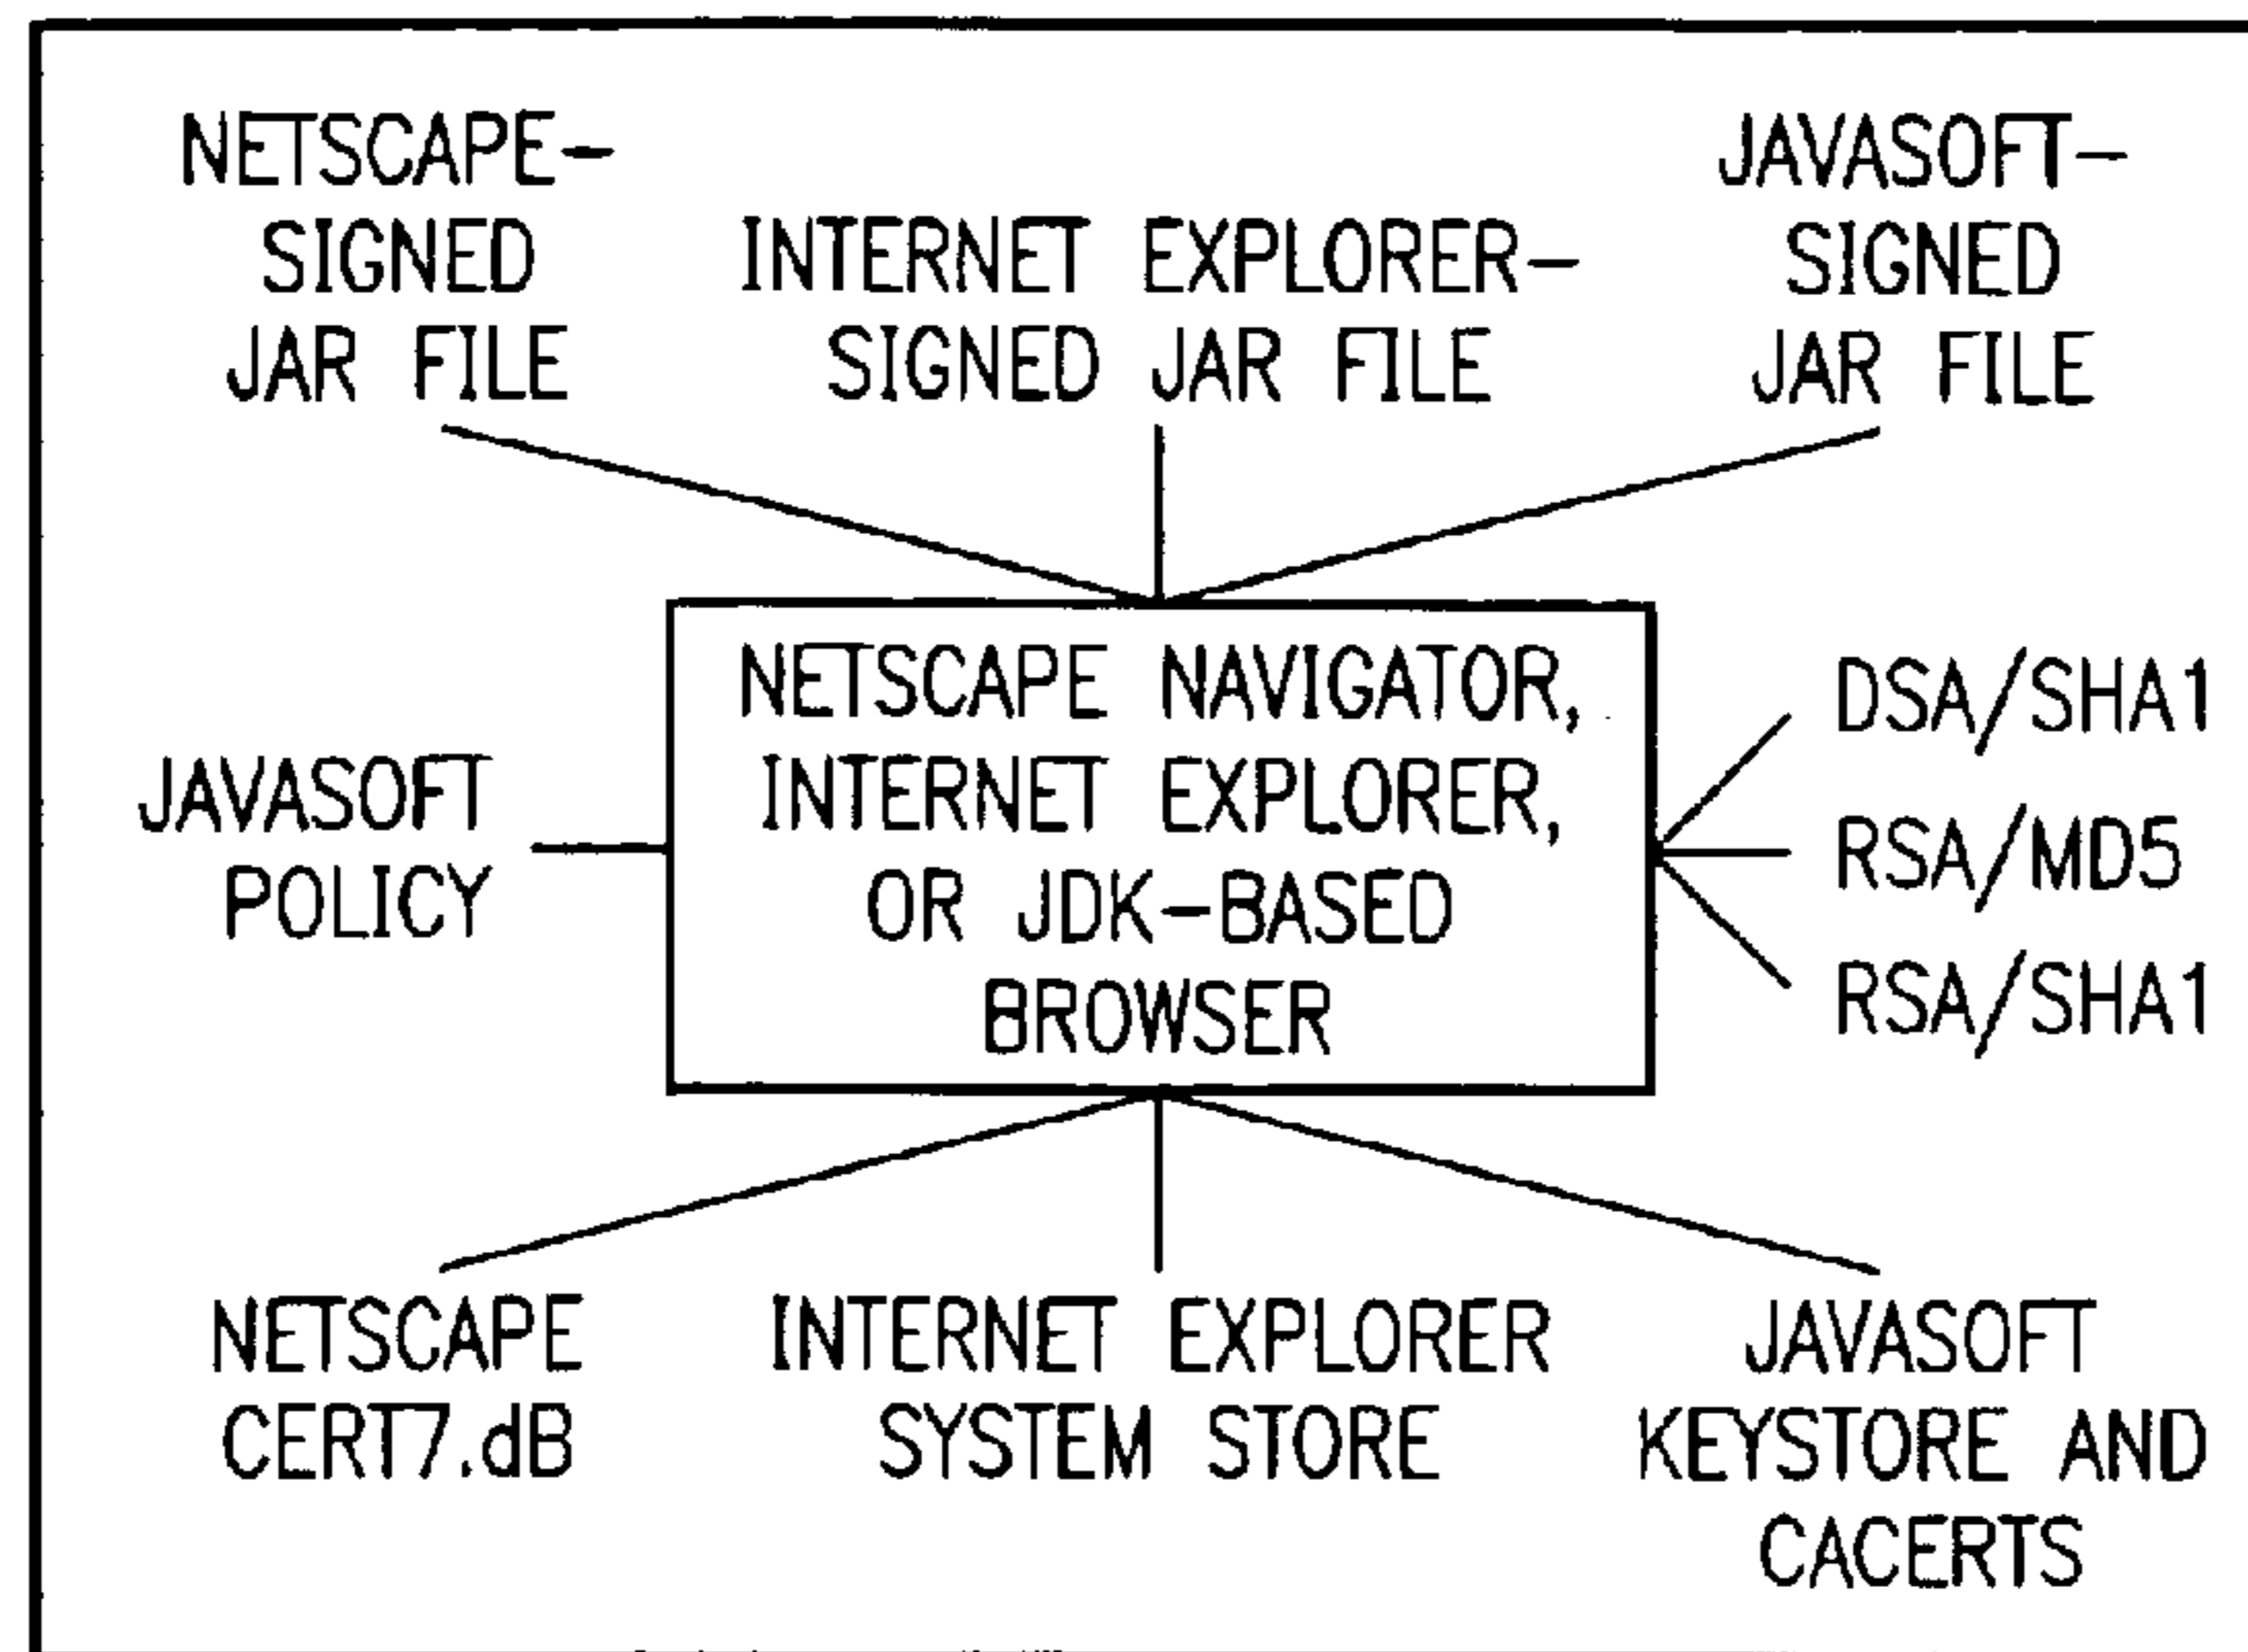 NETSCAPE-
SIGNED
JAR FILE
INTERNET EXPLORER-
SIGNED JAR FILE
JAVASOFT-
SIGNED
JAR FILE
JAVASOFT
POLICY
NETSCAPE NAVIGATOR,
INTERNET EXPLORER,
OR JDK-BASED
BROWSER
DSA/SHA1
RSA/MD5
RSA/SHA1
NETSCAPE
CERT7.dB
INTERNET EXPLORER
SYSTEM STORE
JAVASOFT
KEYSTORE AND
CACERTS